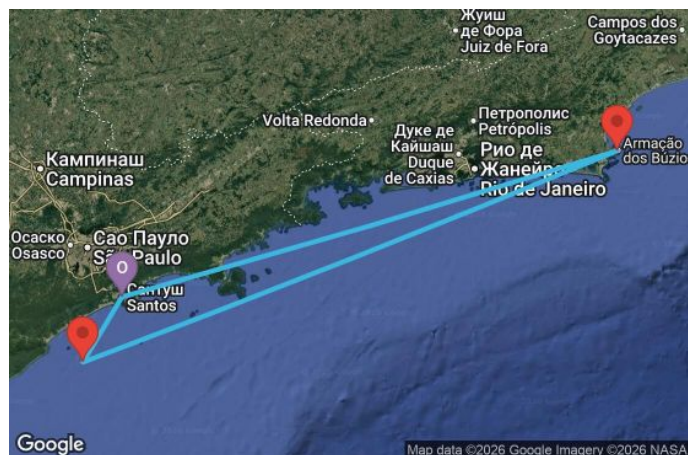 Жуиш
де Фора
Juiz de Fora
Campos dos
Goytacazes
Volta Redonda
Петрополис
Petrópolis
Дуке де
Кайшаш
Duque
de Caxias
Рио де
Жанейро
Rio de Janeiro
Armação
dos Búzio
Кампинаш
Campinas
Осаско
Osasco
Сао Пауло
São Paulo
O
Сантуш
Santos
Google
Map data ©2026 Google Imagery ©2026 NASA